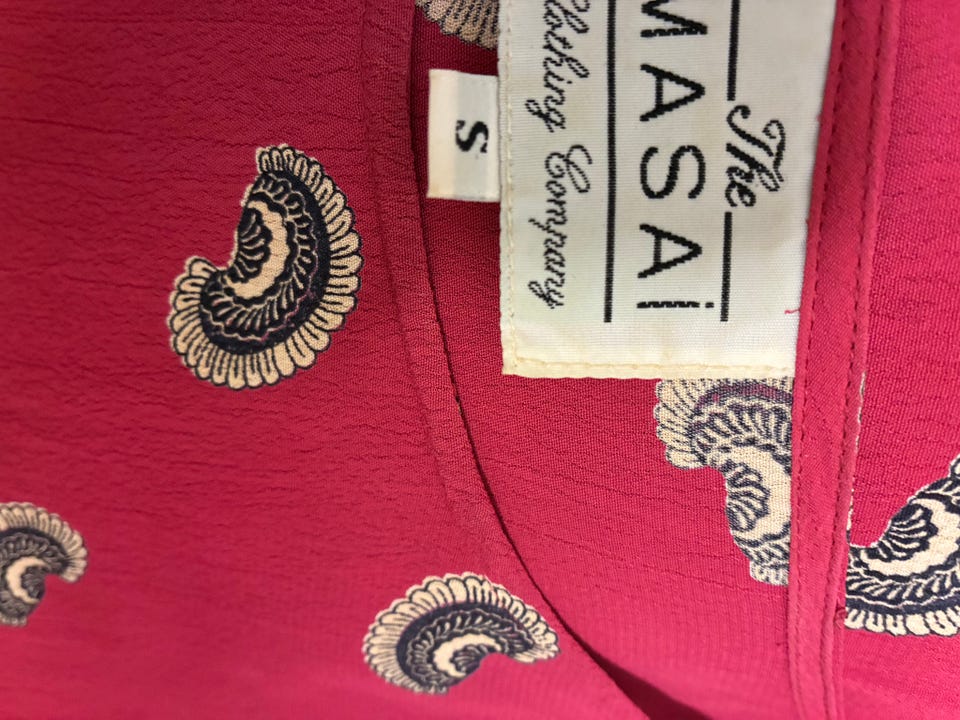 The
MASAi
Clothing Company
S